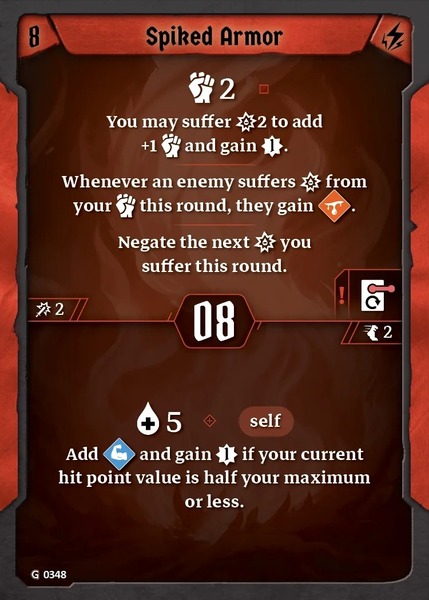 8 Spiked Armor
2
You may suffer 2 to add
+1 and gain 1.
Whenever an enemy suffers from
your this round, they gain .
Negate the next you
suffer this round.
!
2 08 2
5 self
Add and gain 1 if your current
hit point value is half your maximum
or less.
G 0348